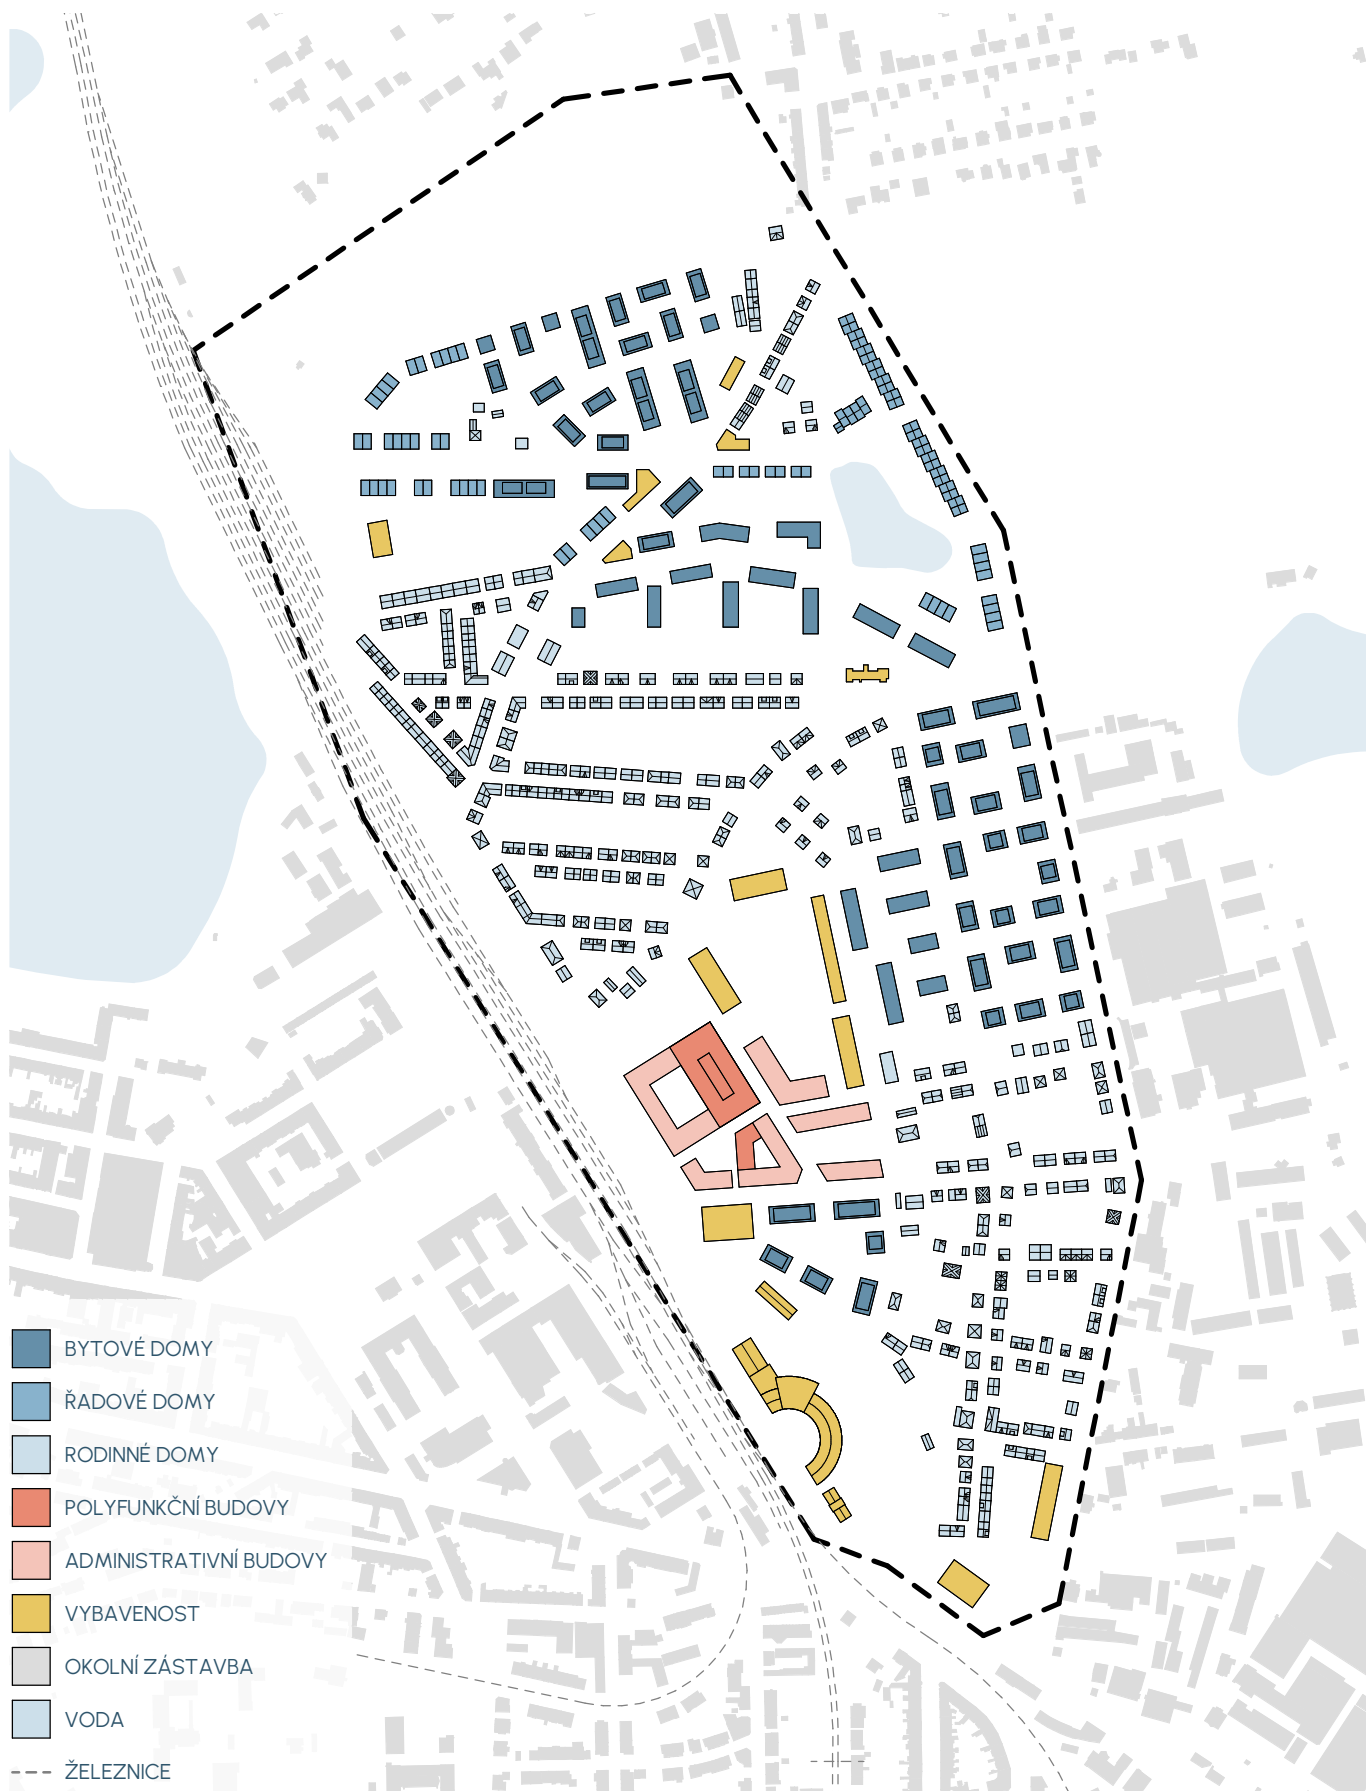 BYTOVÉ DOMY
ŘADOVÉ DOMY
RODINNÉ DOMY
POLYFUNKČNÍ BUDOVY
ADMINISTRATIVNÍ BUDOVY
VYBAVENOST
OKOLNÍ ZÁSTAVBA
VODA
ŽELEZNICE